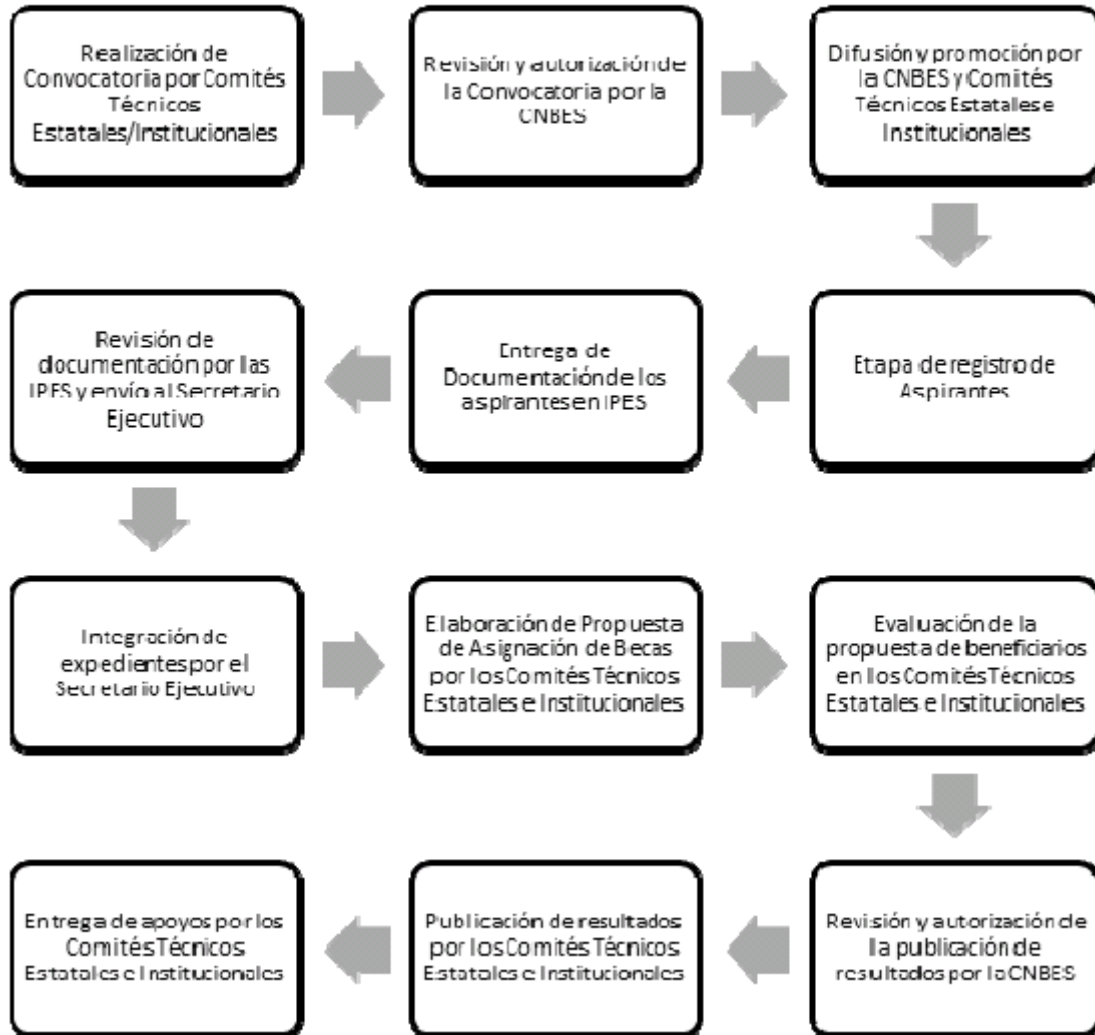 Realización de
Convocatoria por Comités
Técnicos
Estatales/Institucionales
Revisión y autorización de
la Convocatoria por la
CNBES
Difusión y promoción por
la CNBES y Comités
Técnicos Estatales e
Institucionales
Etapa de registro de
Aspirantes
Entrega de
Documentación de los
aspirantes en IPES
Revisión de
documentación por las
IPES y envío al Secretario
Ejecutivo
Integración de
expedientes por el
Secretario Ejecutivo
Elaboración de Propuesta
de Asignación de Becas
por los Comités Técnicos
Estatales e Institucionales
Evaluación de la
propuesta de beneficiarios
en los Comités Técnicos
Estatales e Institucionales
Revisión y autorización de
la publicación de
resultados por la CNBES
Publicación de resultados
por los Comités Técnicos
Estatales e Institucionales
Entrega de apoyos por los
Comités Técnicos
Estatales e Institucionales